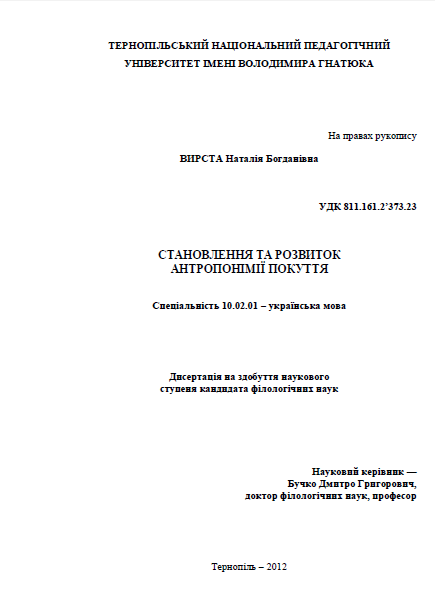 ТЕРНОПІЛЬСЬКИЙ НАЦІОНАЛЬНИЙ ПЕДАГОГІЧНИЙ
УНІВЕРСИТЕТ ІМЕНІ ВОЛОДИМИРА ГНАТЮКА
На правах рукопису
ВИРСТА Наталія Богданівна
УДК 811.161.2’373.23
СТАНОВЛЕННЯ ТА РОЗВИТОК
АНТРОПОНІМІЇ ПОКУТТЯ
Спеціальність 10.02.01 – українська мова
Дисертація на здобуття наукового
ступеня кандидата філологічних наук
Науковий керівник —
Бучко Дмитро Григорович,
доктор філологічних наук, професор
Тернопіль – 2012